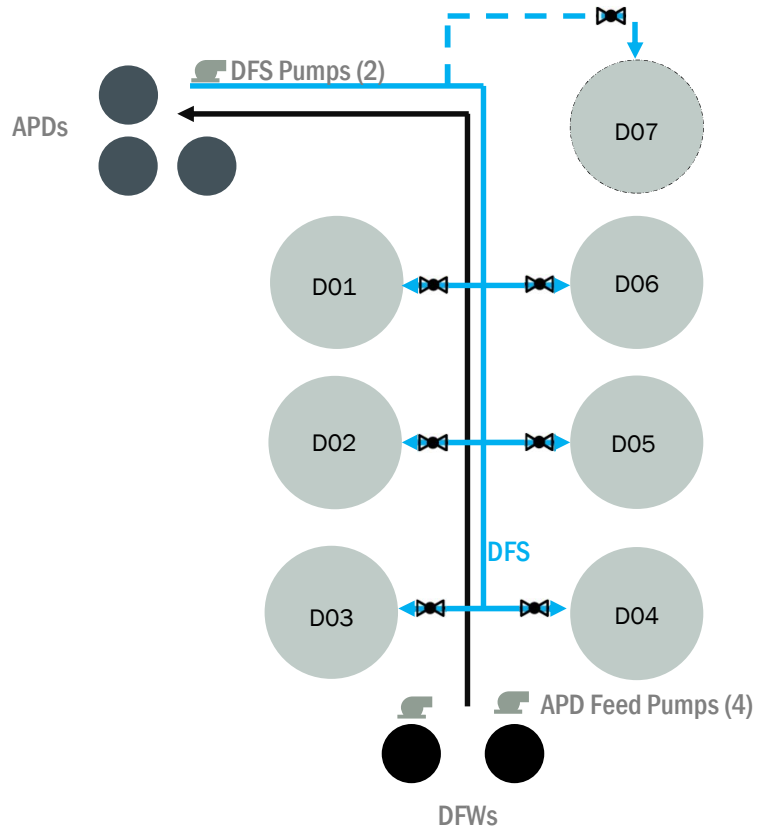 DFS Pumps (2)
APDs
D07
D01
D06
D02
D05
DFS
D03
D04
APD Feed Pumps (4)
DFWs